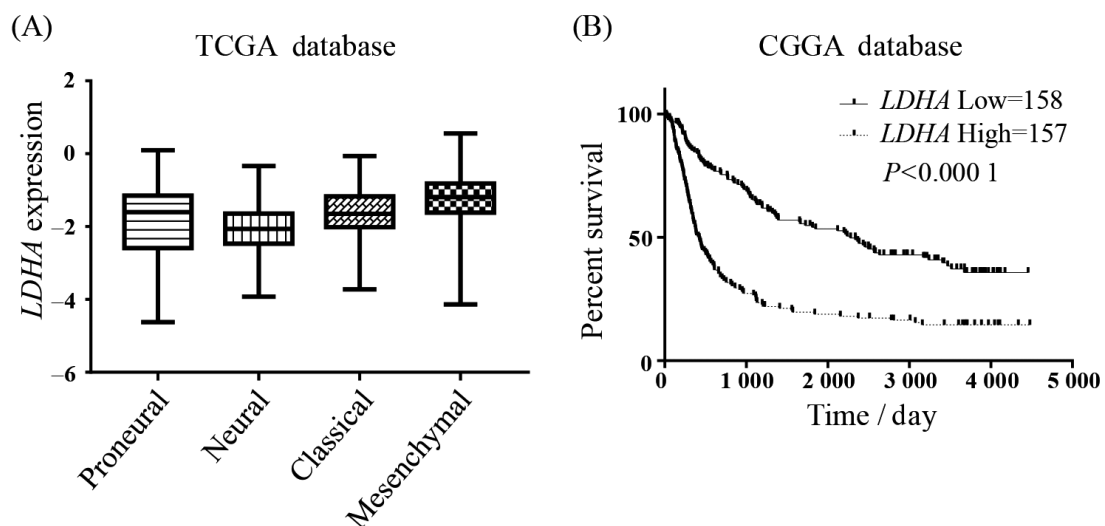 (A)
TCGA database
LDHA expression
2
0
−2
−4
−6
Proneural
Neural
Classical
Mesenchymal
(B)
CGGA database
LDHA Low=158
LDHA High=157
P<0.000 1
Percent survival
100
50
0
0 1 000 2 000 3 000 4 000 5 000
Time / day